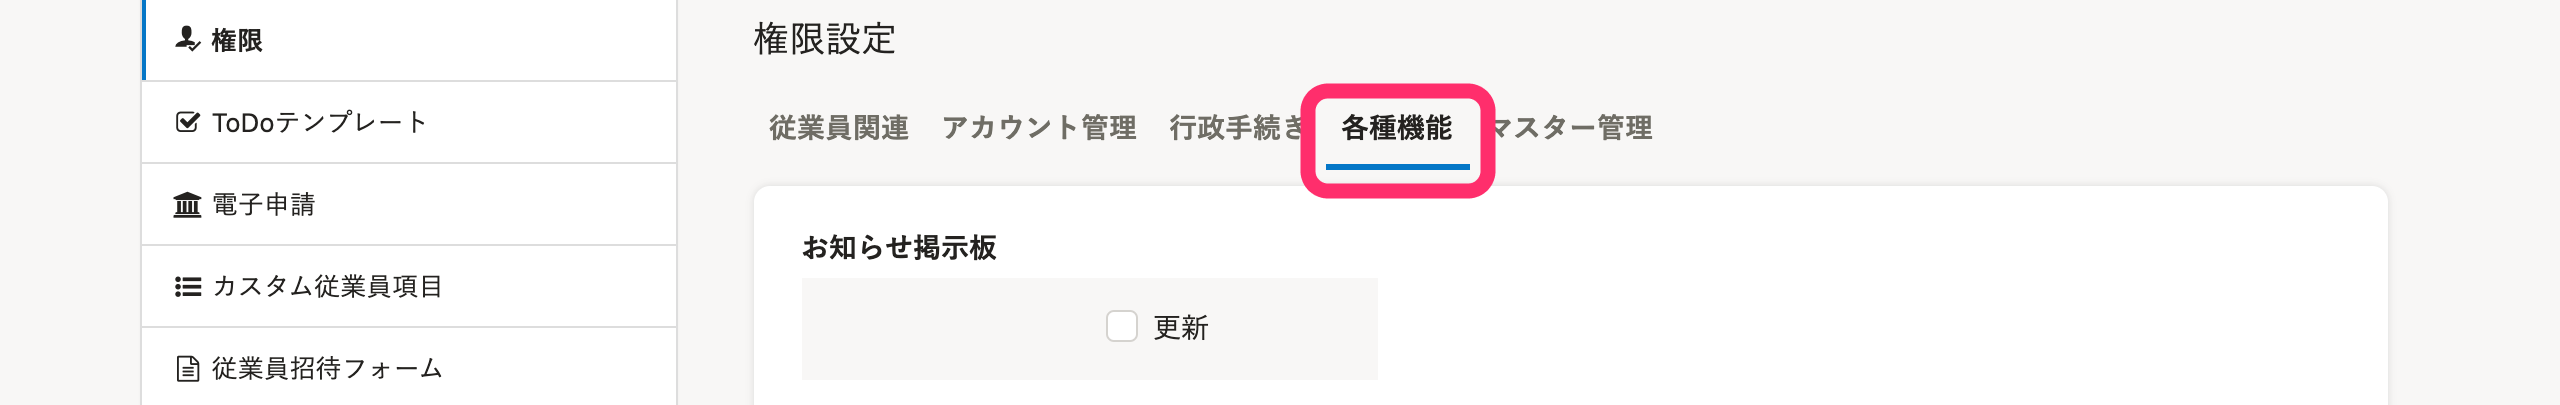 権限
ToDoテンプレート
電子申請
カスタム従業員項目
従業員招待フォーム
権限設定
従業員関連 アカウント管理 行政手続き 各種機能 マスター管理
お知らせ掲示板
更新